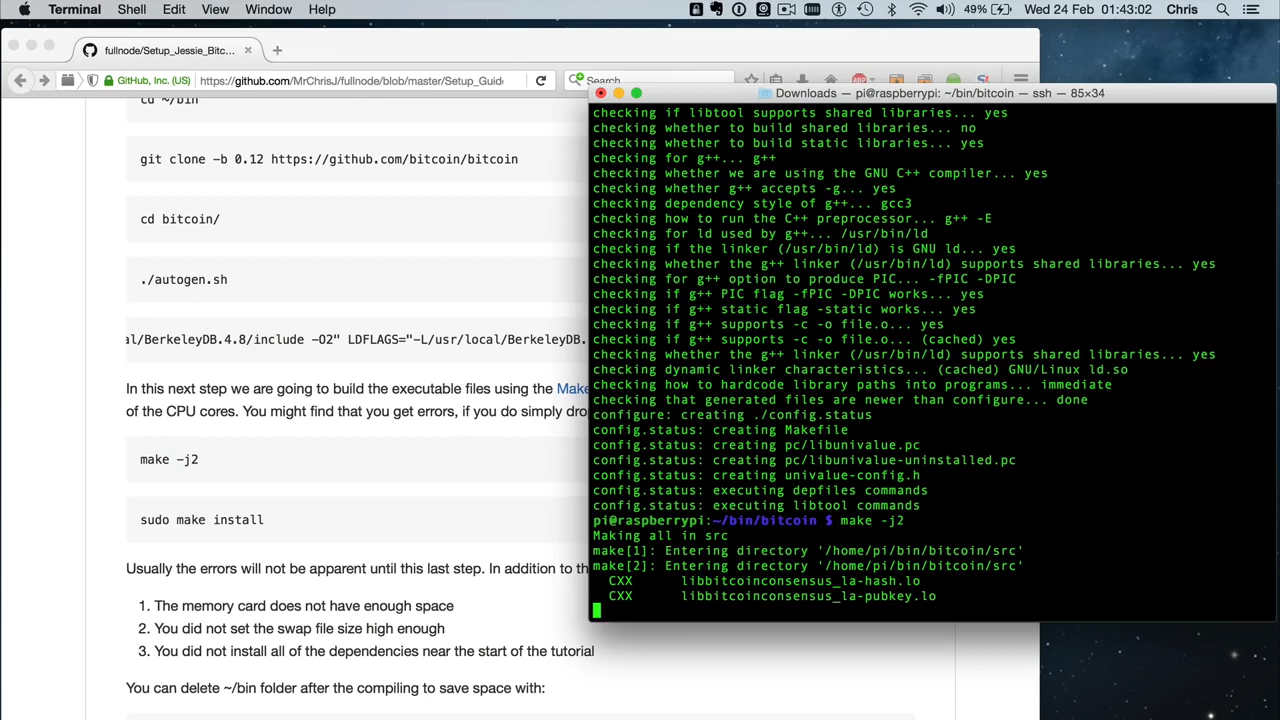 Terminal Shell Edit View Window Help 49% Wed 24 Feb 01:43:02 Chris
fullnode/Setup_Jessie_Bitc...
GitHub, Inc. (US) https://github.com/MrChrisJ/fullnode/blob/master/Setup_Guide Search
cd ~/bin
git clone -b 0.12 https://github.com/bitcoin/bitcoin
cd bitcoin/
./autogen.sh
al/BerkeleyDB.4.8/include -O2" LDFLAGS="-L/usr/local/BerkeleyDB.
In this next step we are going to build the executable files using the Make
of the CPU cores. You might find that you get errors, if you do simply dro
make -j2
sudo make install
Usually the errors will not be apparent until this last step. In addition to th
1. The memory card does not have enough space
2. You did not set the swap file size high enough
3. You did not install all of the dependencies near the start of the tutorial
You can delete ~/bin folder after the compiling to save space with:
Downloads — pi@raspberrypi: ~/bin/bitcoin — ssh — 85×34
checking if libtool supports shared libraries... yes
checking whether to build shared libraries... no
checking whether to build static libraries... yes
checking for g++... g++
checking whether we are using the GNU C++ compiler... yes
checking whether g++ accepts -g... yes
checking dependency style of g++... gcc3
checking how to run the C++ preprocessor... g++ -E
checking for ld used by g++... /usr/bin/ld
checking if the linker (/usr/bin/ld) is GNU ld... yes
checking whether the g++ linker (/usr/bin/ld) supports shared libraries... yes
checking for g++ option to produce PIC... -fPIC -DPIC
checking if g++ PIC flag -fPIC -DPIC works... yes
checking if g++ static flag -static works... yes
checking if g++ supports -c -o file.o... yes
checking if g++ supports -c -o file.o... (cached) yes
checking whether the g++ linker (/usr/bin/ld) supports shared libraries... yes
checking dynamic linker characteristics... (cached) GNU/Linux ld.so
checking how to hardcode library paths into programs... immediate
checking that generated files are newer than configure... done
configure: creating ./config.status
config.status: creating Makefile
config.status: creating pc/libunivalue.pc
config.status: creating pc/libunivalue-uninstalled.pc
config.status: creating univalue-config.h
config.status: executing depfiles commands
config.status: executing libtool commands
pi@raspberrypi:~/bin/bitcoin $ make -j2
Making all in src
make[1]: Entering directory '/home/pi/bin/bitcoin/src'
make[2]: Entering directory '/home/pi/bin/bitcoin/src'
CXX libbitcoinconsensus_la-hash.lo
CXX libbitcoinconsensus_la-pubkey.lo